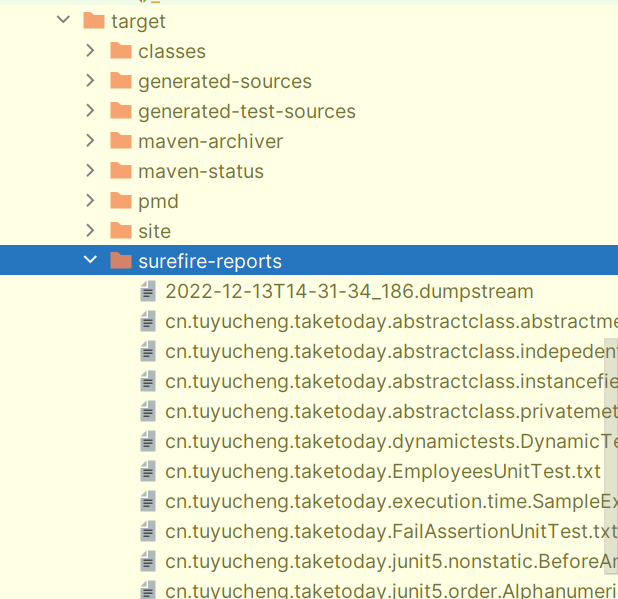 target
classes
generated-sources
generated-test-sources
maven-archiver
maven-status
pmd
site
surefire-reports
2022-12-13T14-31-34_186.dumpstream
cn.tuyucheng.taketoday.abstractclass.abstractme
cn.tuyucheng.taketoday.abstractclass.indepeden
cn.tuyucheng.taketoday.abstractclass.instancefie
cn.tuyucheng.taketoday.abstractclass.privatemet
cn.tuyucheng.taketoday.dynamictests.DynamicTe
cn.tuyucheng.taketoday.EmployeesUnitTest.txt
cn.tuyucheng.taketoday.execution.time.SampleEx
cn.tuyucheng.taketoday.FailAssertionUnitTest.txt
cn.tuyucheng.taketoday.junit5.nonstatic.BeforeAn
cn.tuyucheng.taketoday.junit5.order.Alphanumeri